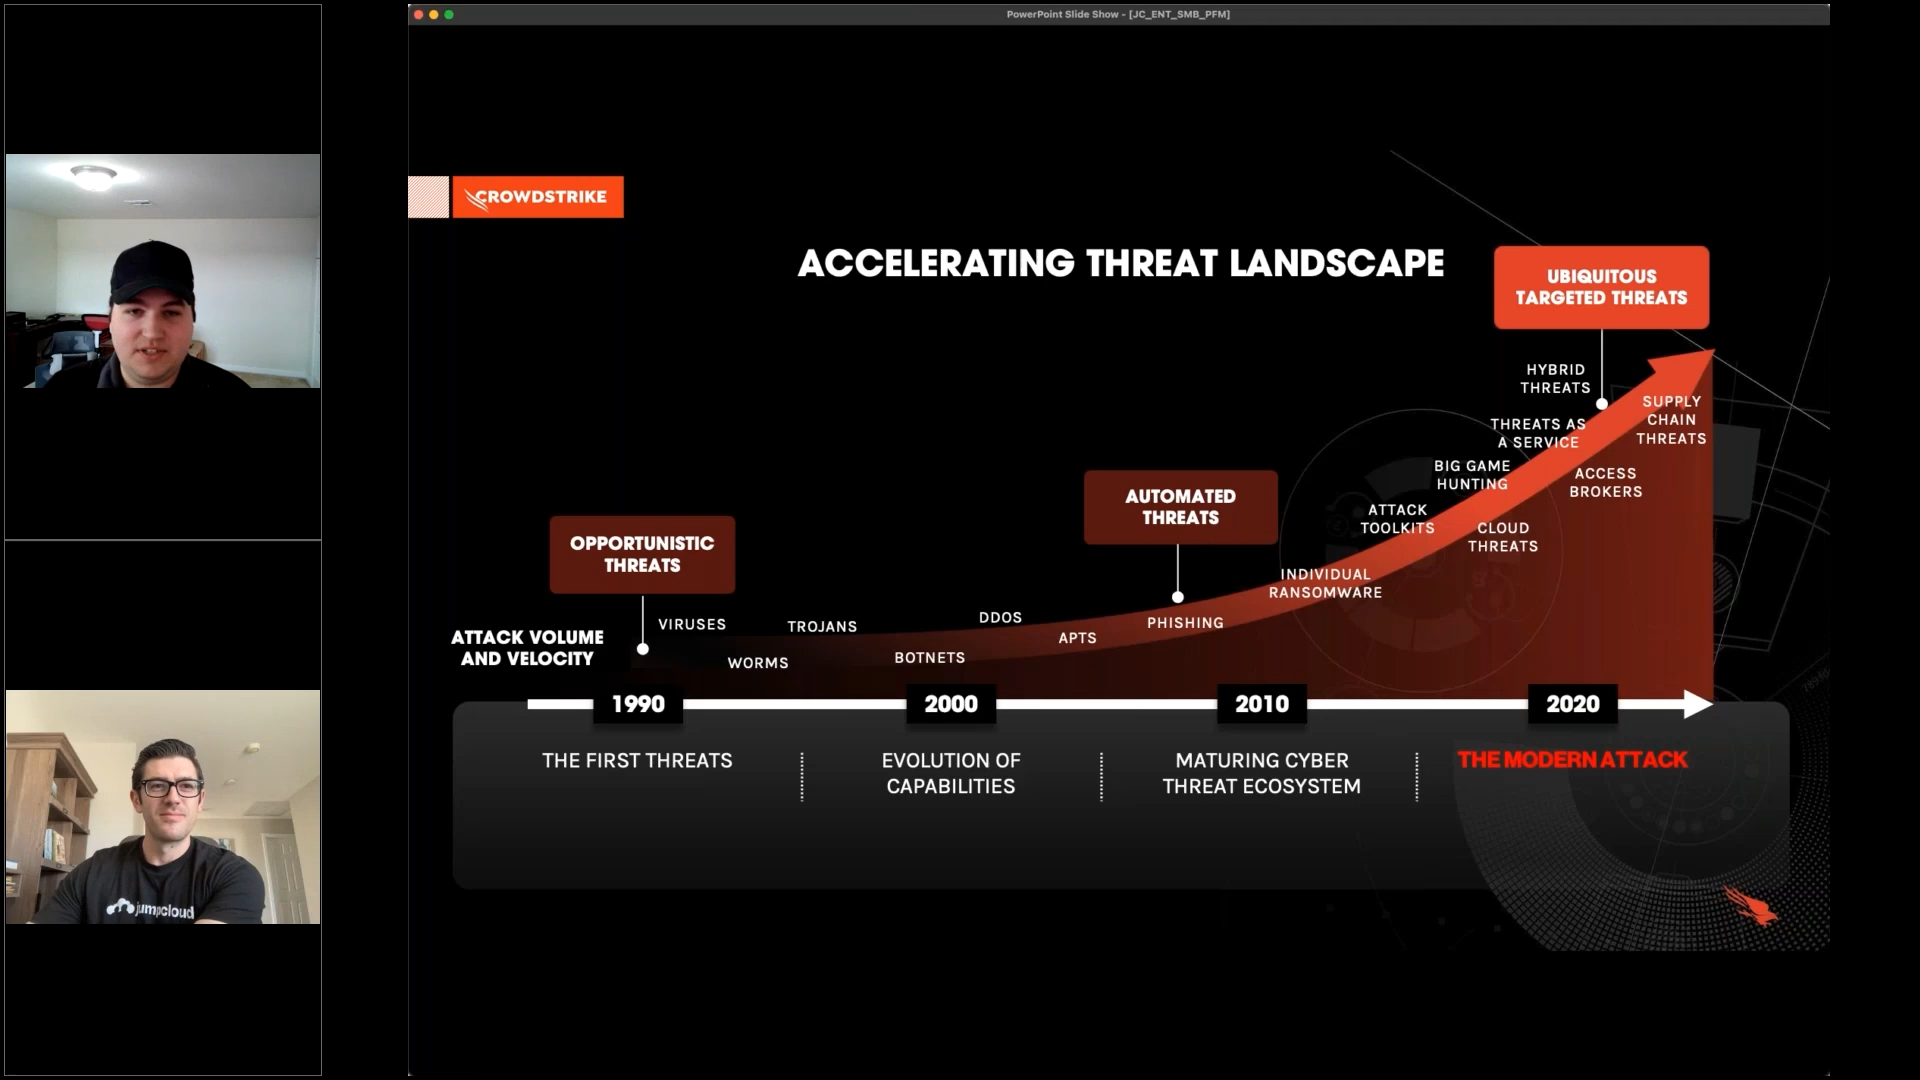 PowerPoint Slide Show - [JC_ENT_SMB_PFM]
CROWDSTRIKE
ACCELERATING THREAT LANDSCAPE
UBIQUITOUS
TARGETED THREATS
HYBRID
THREATS
SUPPLY
CHAIN
THREATS
THREATS AS
A SERVICE
BIG GAME
HUNTING
ACCESS
BROKERS
AUTOMATED
THREATS
ATTACK
TOOLKITS
CLOUD
THREATS
OPPORTUNISTIC
THREATS
INDIVIDUAL
RANSOMWARE
ATTACK VOLUME
AND VELOCITY
VIRUSES
WORMS
TROJANS
BOTNETS
DDOS
APTS
PHISHING
1990
2000
2010
2020
THE FIRST THREATS
EVOLUTION OF
CAPABILITIES
MATURING CYBER
THREAT ECOSYSTEM
THE MODERN ATTACK
jumpcloud